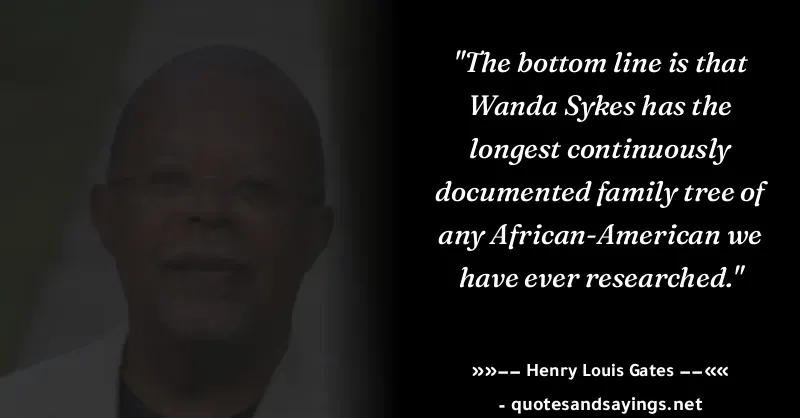 "The bottom line is that
Wanda Sykes has the
longest continuously
documented family tree of
any African-American we
have ever researched."
»»—— Henry Louis Gates ——««
- quotesandsayings.net